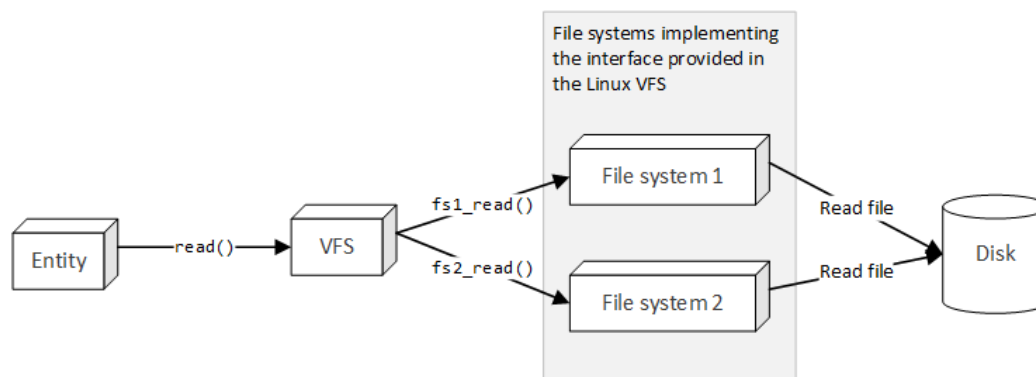 File systems implementing
the interface provided in
the Linux VFS
File system 1
fs1_read()
Read file
Entity
read()
VFS
Disk
fs2_read()
Read file
File system 2